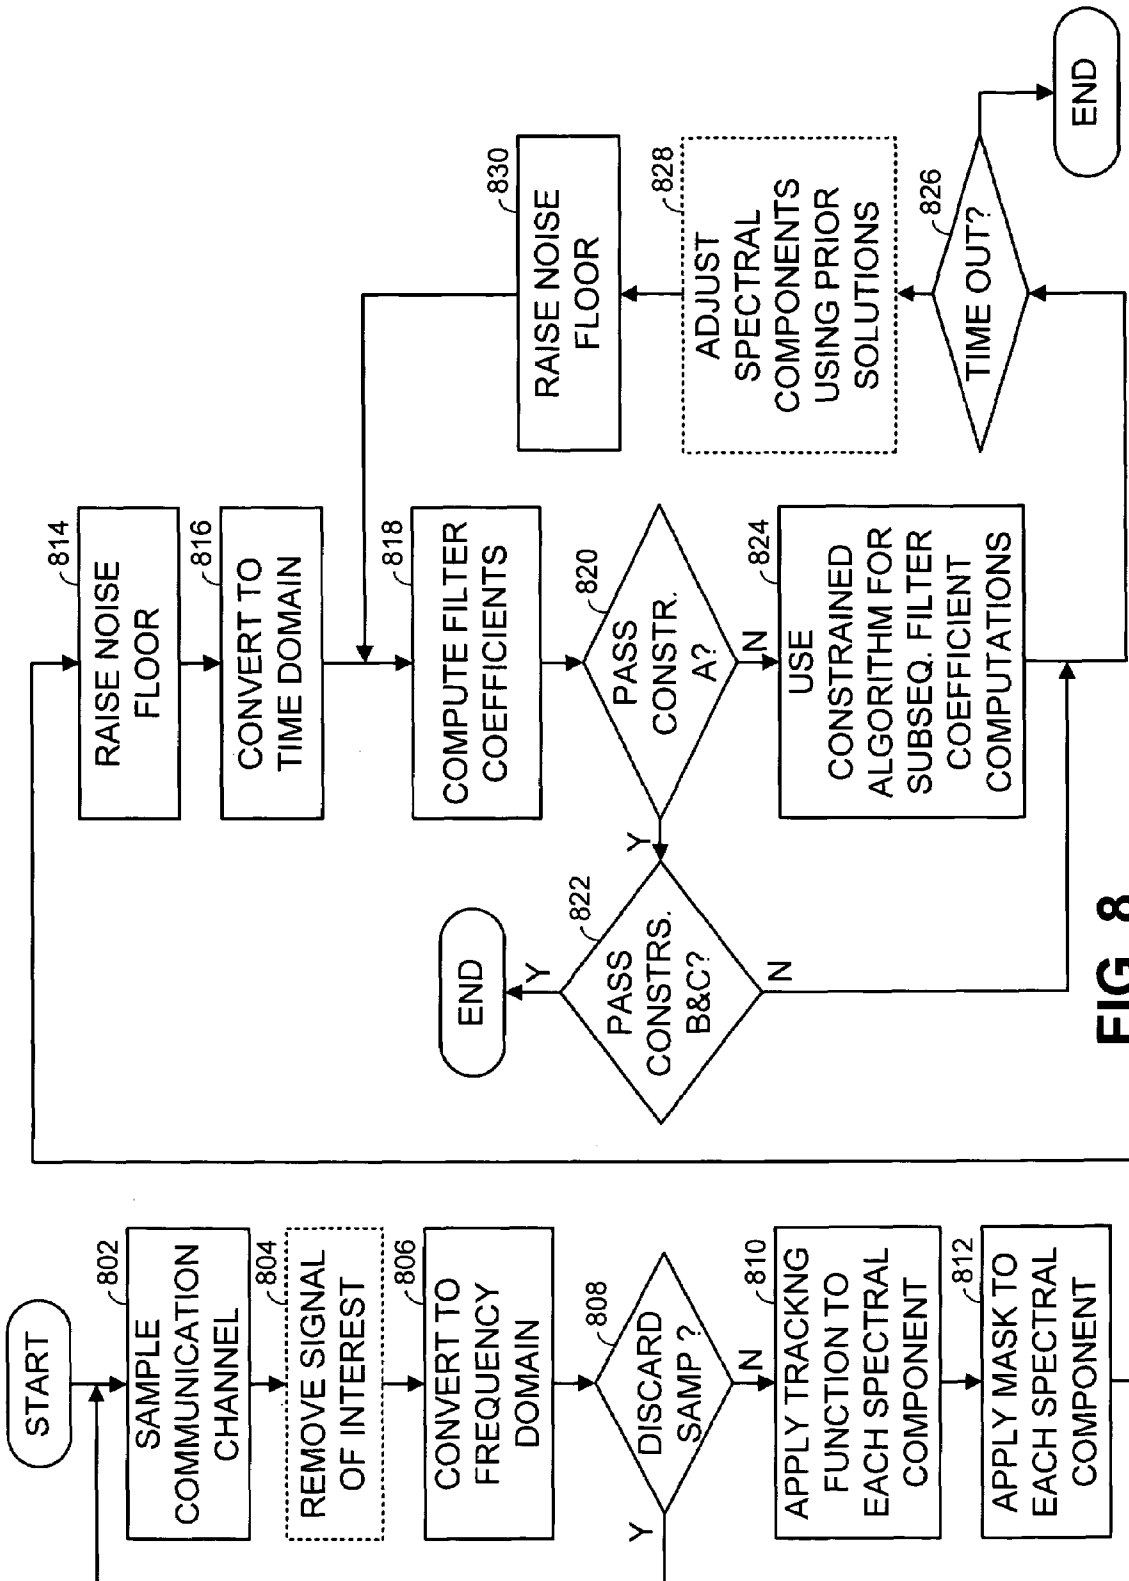 START
802
SAMPLE
COMMUNICATION
CHANNEL
804
REMOVE SIGNAL
OF INTEREST
806
CONVERT TO
FREQUENCY
DOMAIN
808
DISCARD
SAMP ?
Y
N
810
APPLY TRACKNG
FUNCTION TO
EACH SPECTRAL
COMPONENT
812
APPLY MASK TO
EACH SPECTRAL
COMPONENT
814
RAISE NOISE
FLOOR
816
CONVERT TO
TIME DOMAIN
818
COMPUTE FILTER
COEFFICIENTS
820
PASS
CONSTR.
A?
Y
N
822
PASS
CONSTRS.
B&C?
Y
N
END
824
USE
CONSTRAINED
ALGORITHM FOR
SUBSEQ. FILTER
COEFFICIENT
COMPUTATIONS
826
TIME OUT?
END
828
ADJUST
SPECTRAL
COMPONENTS
USING PRIOR
SOLUTIONS
830
RAISE NOISE
FLOOR
FIG. 8